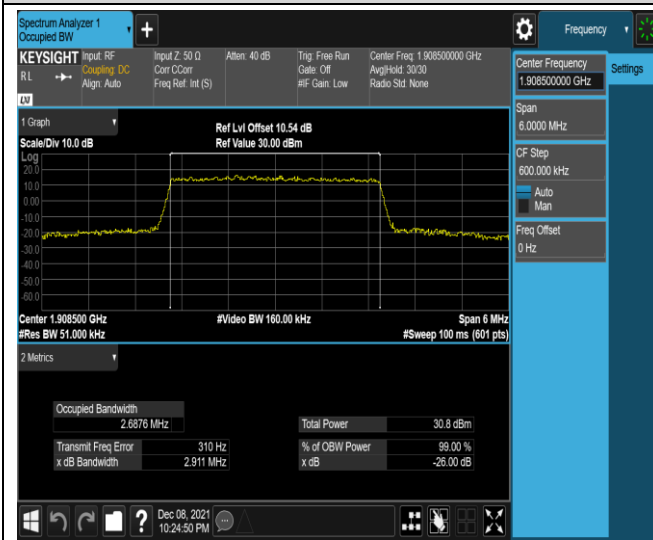 Spectrum Analyzer 1
Occupied BW
+
Frequency
KEYSIGHT
RL
LXI
Input: RF
Coupling: DC
Align: Auto
Input Z: 50 Ω
Corr CCorr
Freq Ref: Int (S)
Atten: 40 dB
Trig: Free Run
Gate: Off
#IF Gain: Low
Center Freq: 1.908500000 GHz
Avg|Hold: 30/30
Radio Std: None
Center Frequency
1.908500000 GHz
Settings
Span
6.0000 MHz
CF Step
600.000 kHz
Auto
Man
Freq Offset
0 Hz
1 Graph
Scale/Div 10.0 dB
Ref Lvl Offset 10.54 dB
Ref Value 30.00 dBm
Log
20.0
10.0
0.00
-10.0
-20.0
-30.0
-40.0
-50.0
-60.0
Center 1.908500 GHz
#Video BW 160.00 kHz
Span 6 MHz
#Res BW 51.000 kHz
#Sweep 100 ms (601 pts)
2 Metrics
Occupied Bandwidth
2.6876 MHz
Total Power 30.8 dBm
Transmit Freq Error 310 Hz
% of OBW Power 99.00 %
x dB Bandwidth 2.911 MHz
x dB -26.00 dB
?
Dec 08, 2021
10:24:50 PM